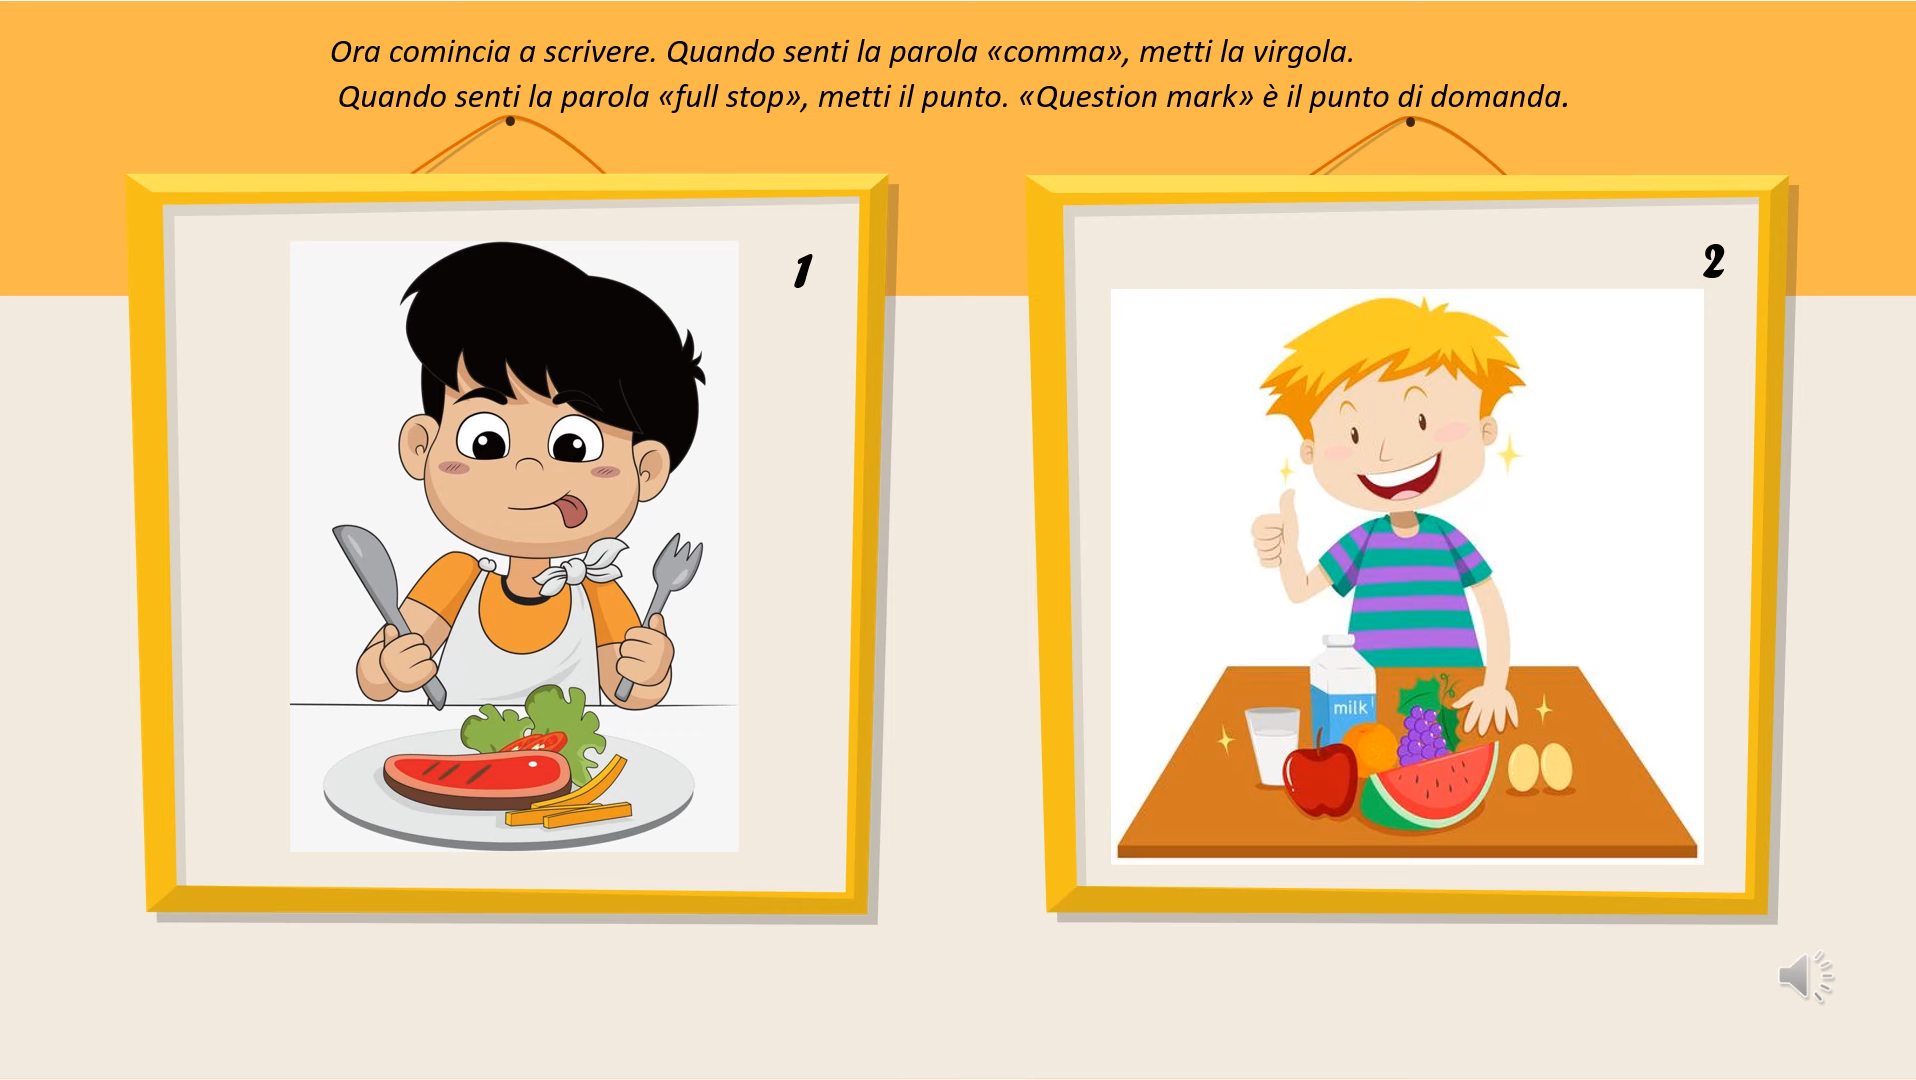 Ora comincia a scrivere. Quando senti la parola «comma», metti la virgola.
Quando senti la parola «full stop», metti il punto. «Question mark» è il punto di domanda.
1
2
milk